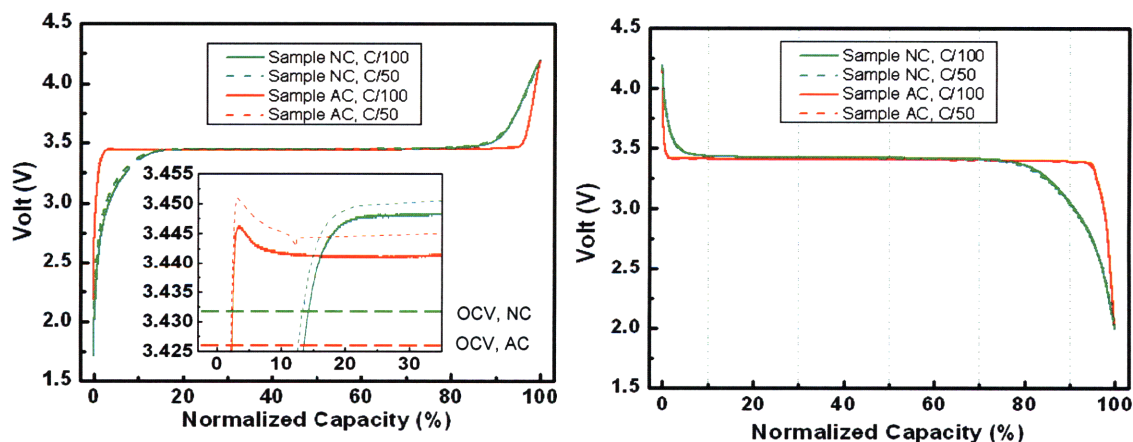 4.5
4.0
3.5
3.0
2.5
2.0
1.5
Volt (V)
Sample NC, C/100
Sample NC, C/50
Sample AC, C/100
Sample AC, C/50
3.450
3.445
3.440
3.433
3.430
3.425
0 10 20 30
OCV, NC
OCV, AC
0 20 40 60 80 100
Normalized Capacity (%)
4.5
4.0
3.5
3.0
2.5
2.0
1.5
Volt (V)
Sample NC, C/100
Sample NC, C/50
Sample AC, C/100
Sample AC, C/50
0 20 40 60 80 100
Normalized Capacity (%)